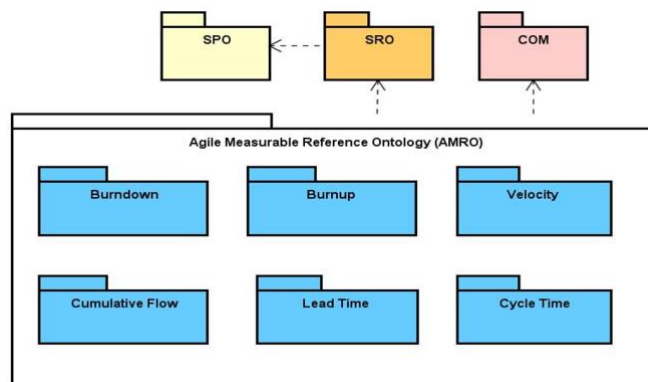 SPO
SRO
COM
Agile Measurable Reference Ontology (AMRO)
Burndown
Burnup
Velocity
Cumulative Flow
Lead Time
Cycle Time